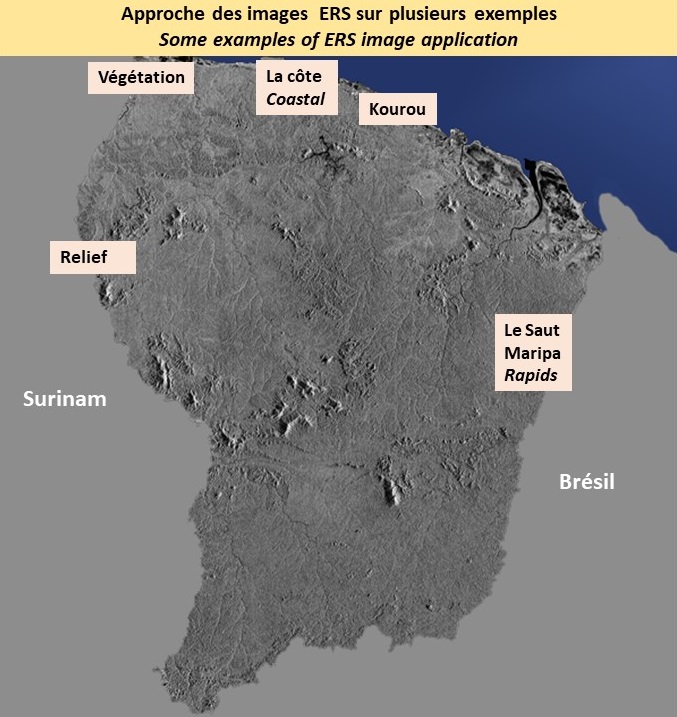 Approche des images ERS sur plusieurs exemples
Some examples of ERS image application
Végétation
La côte
Coastal
Kourou
Relief
Le Saut
Maripa
Rapids
Surinam
Brésil